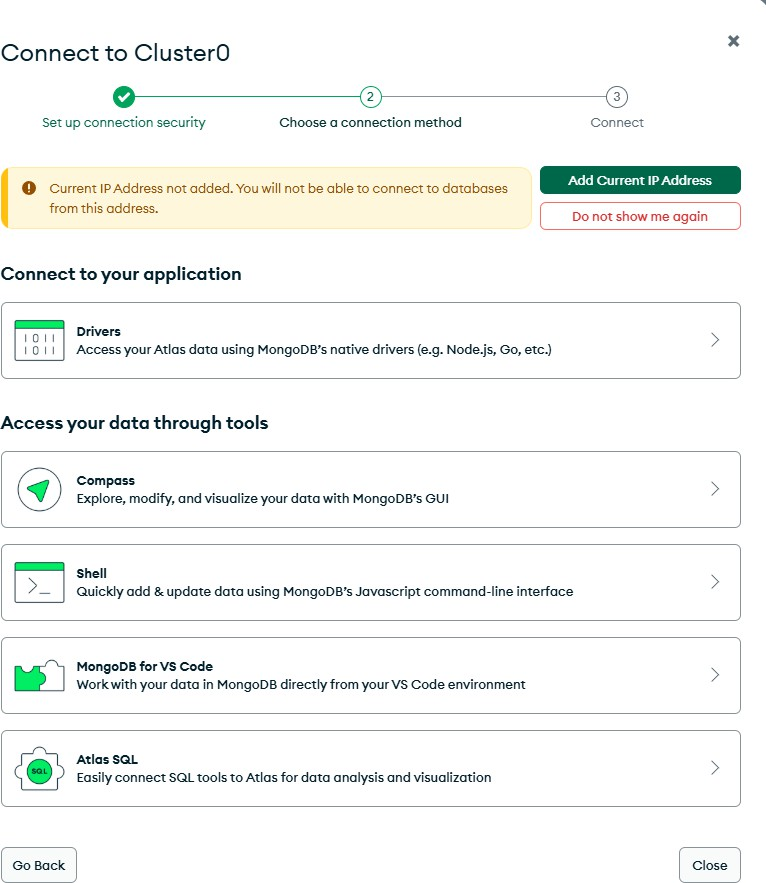 Connect to Cluster0
2
3
Set up connection security
Choose a connection method
Connect
Current IP Address not added. You will not be able to connect to databases
from this address.
Add Current IP Address
Do not show me again
Connect to your application
1011
1011
Drivers
Access your Atlas data using MongoDB's native drivers (e.g. Node.js, Go, etc.)
Access your data through tools
Compass
Explore, modify, and visualize your data with MongoDB's GUI
>_
Shell
Quickly add & update data using MongoDB's Javascript command-line interface
MongoDB for VS Code
Work with your data in MongoDB directly from your VS Code environment
SQL
Atlas SQL
Easily connect SQL tools to Atlas for data analysis and visualization
Go Back
Close